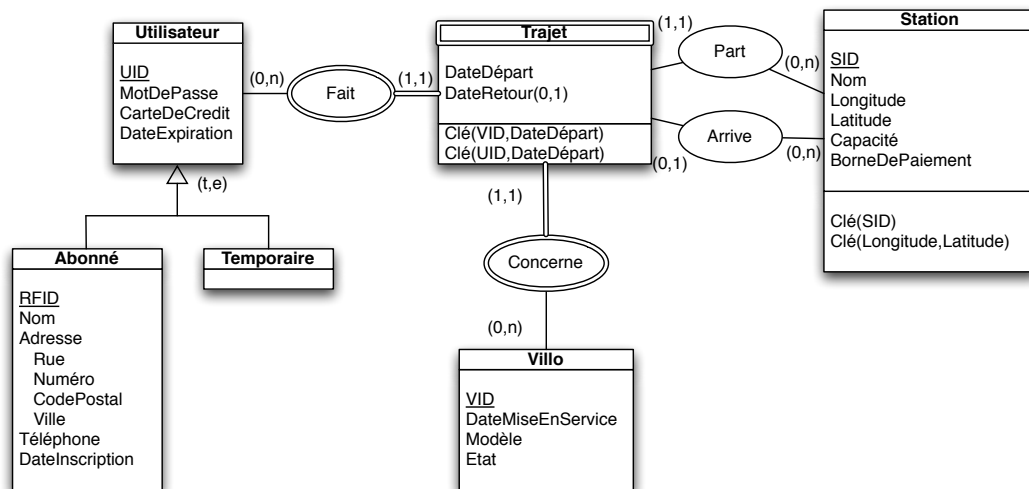 Utilisateur
UID
MotDePasse
CarteDeCredit
DateExpiration
(0,n)
Fait
(1,1)
Trajet
DateDépart
DateRetour(0,1)
Clé(VID,DateDépart)
Clé(UID,DateDépart)
(1,1)
Part
(0,n)
(0,1)
Arrive
(0,n)
Station
SID
Nom
Longitude
Latitude
Capacité
BorneDePaiement
Clé(SID)
Clé(Longitude,Latitude)
(t,e)
Abonné
RFID
Nom
Adresse
Rue
Numéro
CodePostal
Ville
Téléphone
DateInscription
Temporaire
(1,1)
Concerne
(0,n)
Villo
VID
DateMiseEnService
Modèle
Etat